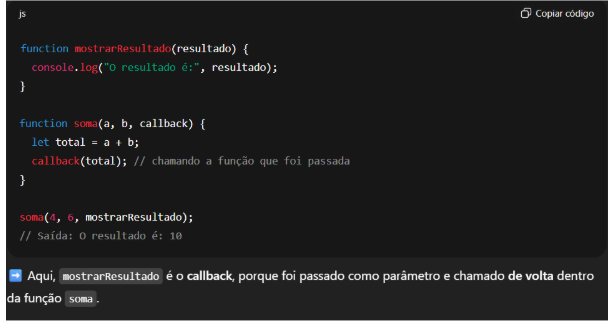 js
Copiar código
function mostrarResultado(resultado) {
  console.log("O resultado é:", resultado);
}
function soma(a, b, callback) {
  let total = a + b;
  callback(total); // chamando a função que foi passada
}
soma(4, 6, mostrarResultado);
// Saída: O resultado é: 10
➡️ Aqui, mostrarResultado é o callback, porque foi passado como parâmetro e chamado de volta dentro
da função soma.